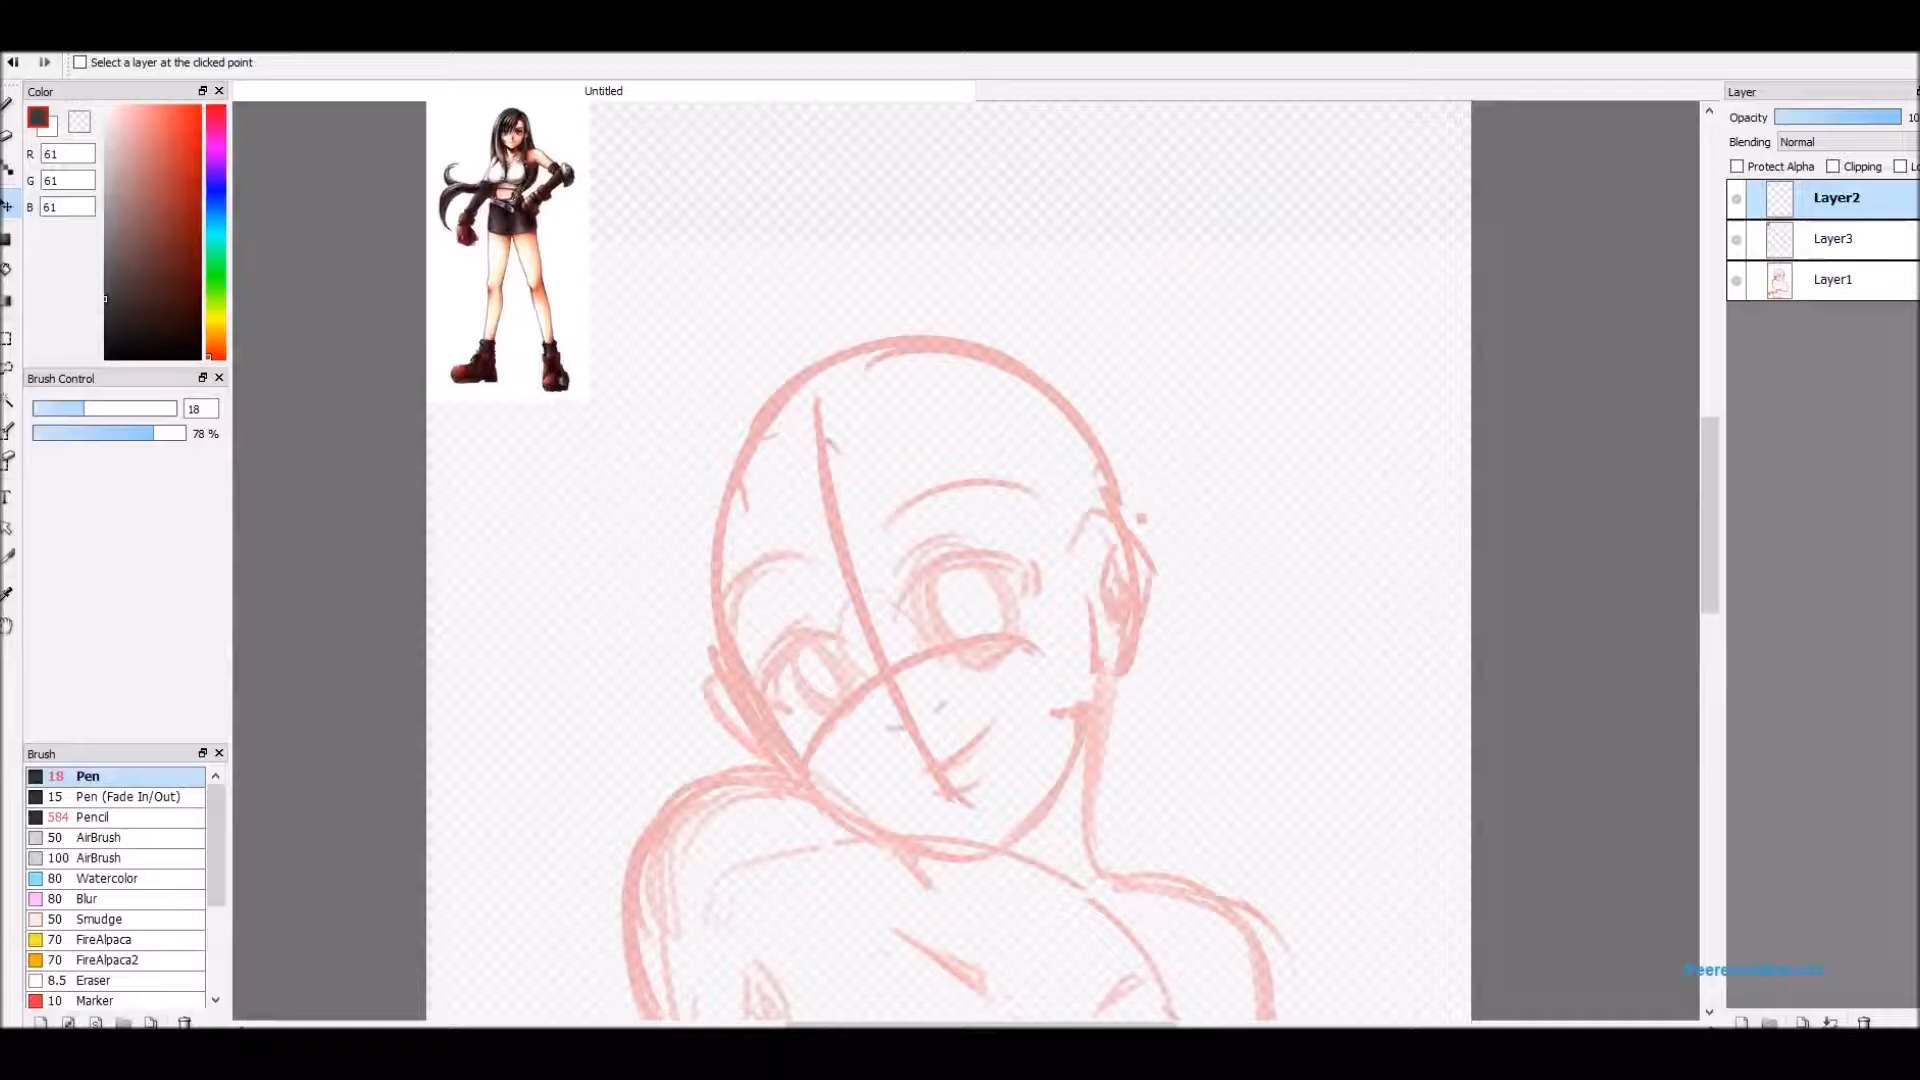 Select a layer at the clicked point
Color
Untitled
Layer
Opacity 10
R 61
Blending Normal
G 61
Protect Alpha Clipping Lo
B 61
Layer2
Layer3
Layer1
Brush Control
18
78 %
Brush
18 Pen
15 Pen (Fade In/Out)
584 Pencil
50 AirBrush
100 AirBrush
80 Watercolor
80 Blur
50 Smudge
70 FireAlpaca
70 FireAlpaca2
8.5 Eraser
10 Marker